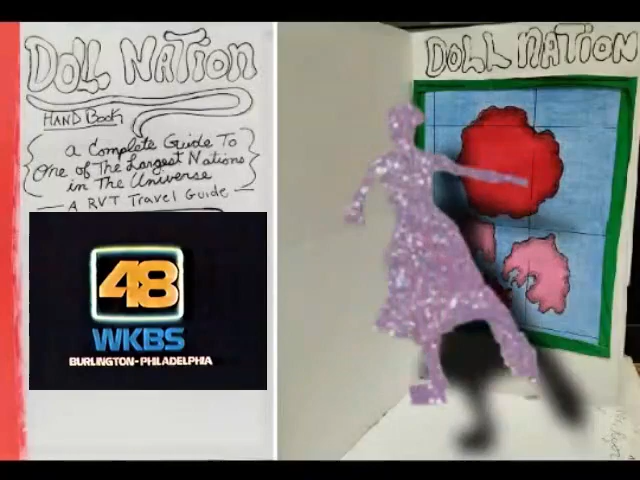 DOLL NATION
HAND Book
a Complete Guide To
One of The Largest Nations
in The Universe
— A RVT Travel Guide —
48
WKBS
BURLINGTON-PHILADELPHIA
DOLL NATION